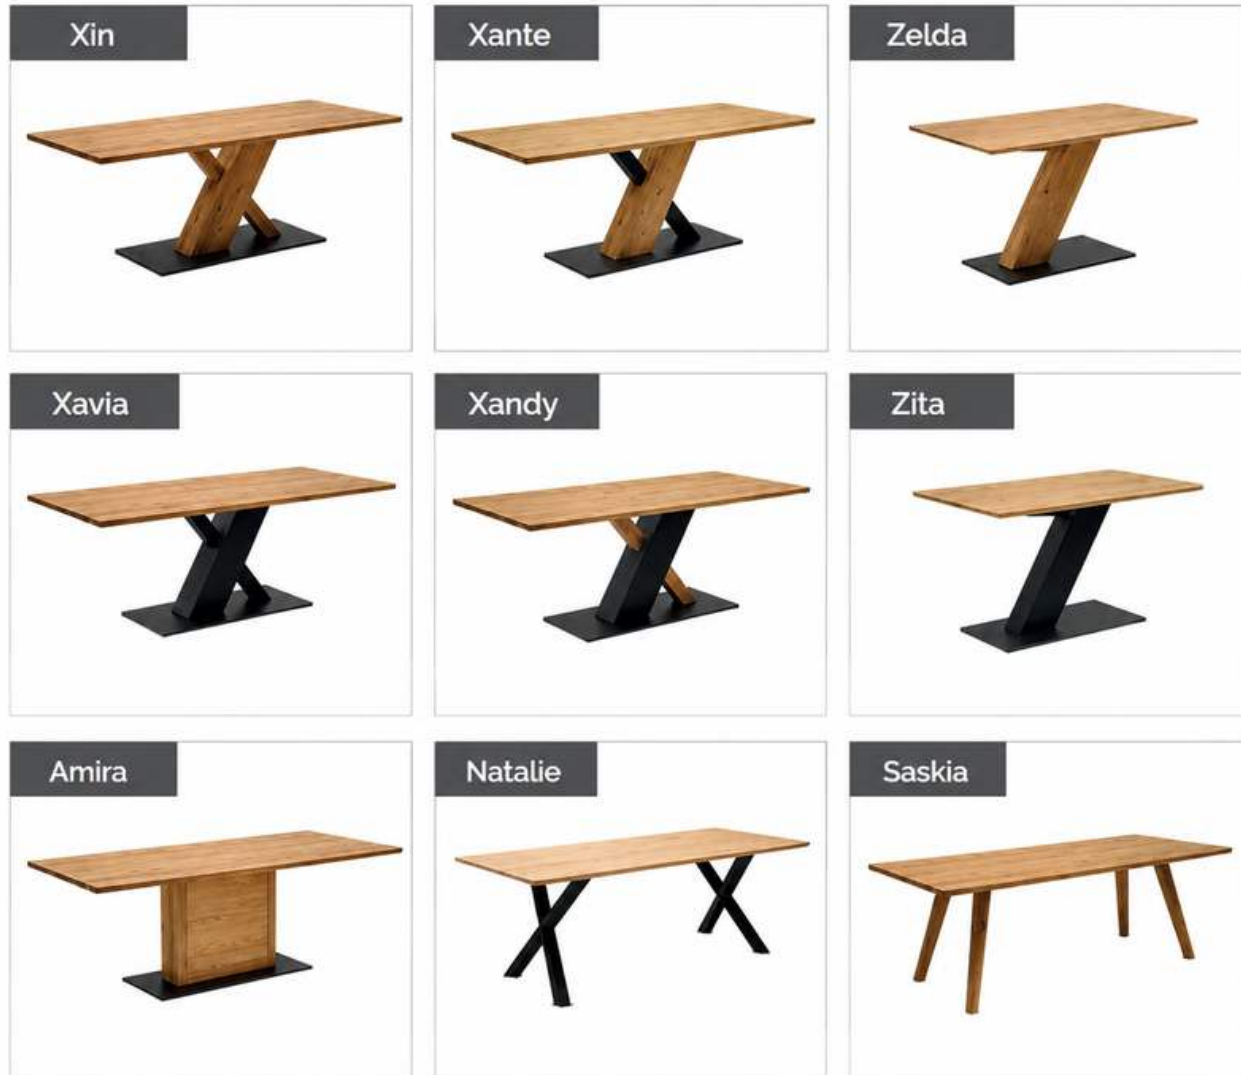 Xin
Xante
Zelda
Xavia
Xandy
Zita
Amira
Natalie
Saskia